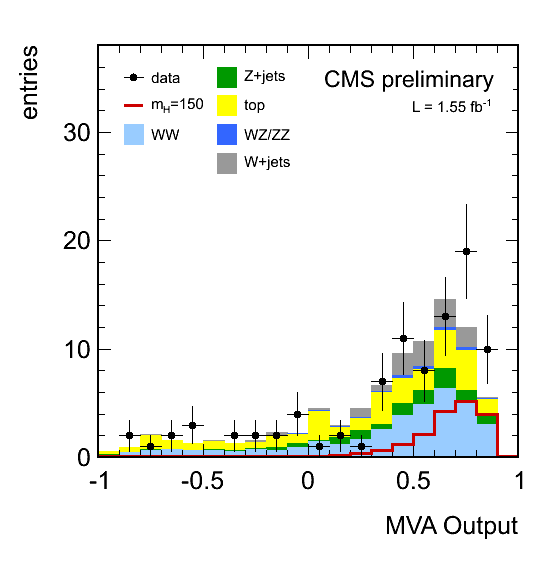 entries
CMS preliminary
L = 1.55 fb⁻¹
data
mH=150
WW
Z+jets
top
WZ/ZZ
W+jets
30
20
10
0
-1
-0.5
0
0.5
1
MVA Output